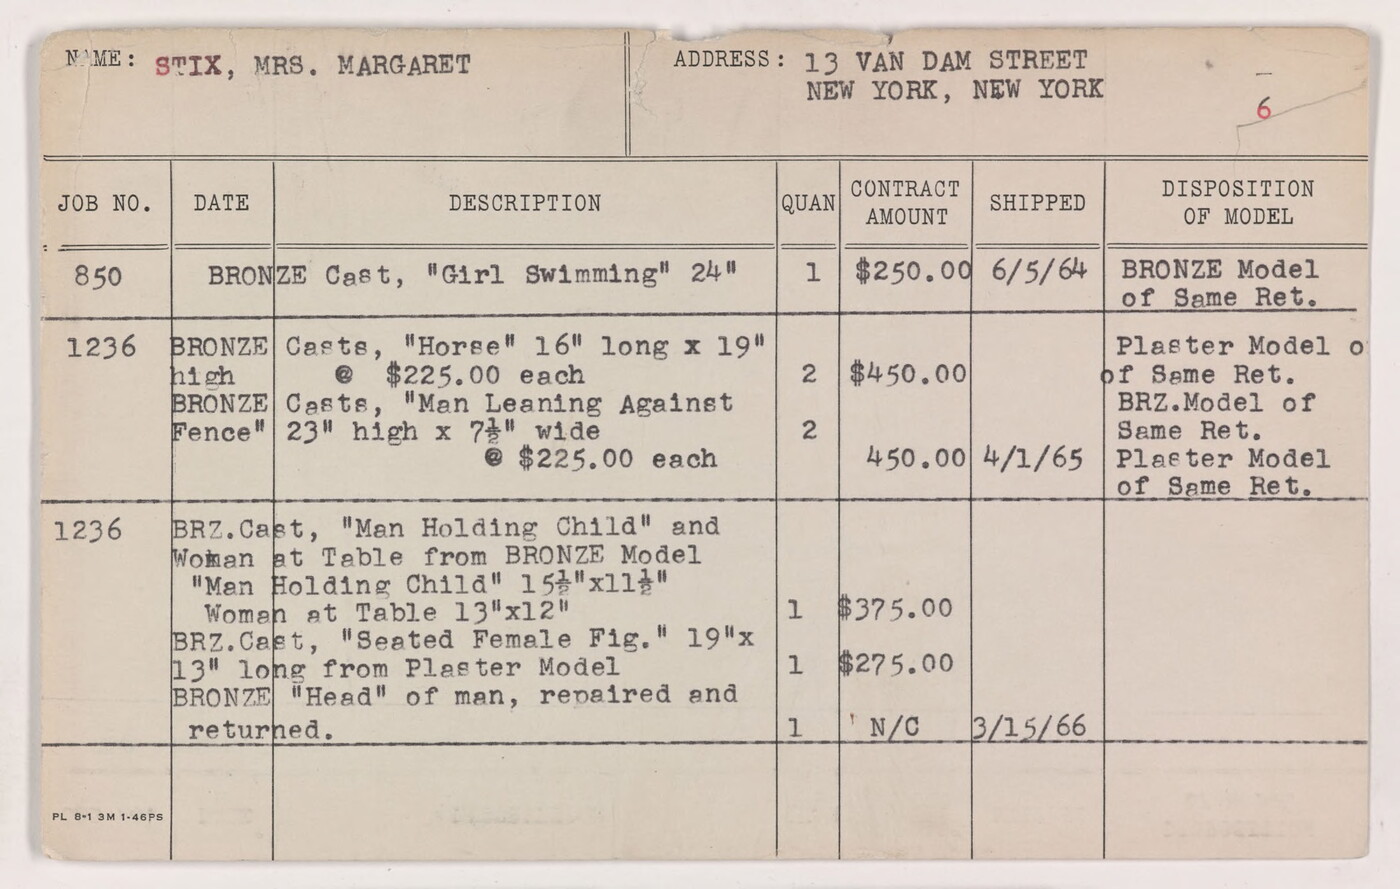 NAME: STIX, MRS. MARGARET ADDRESS: 13 VAN DAM STREET
NEW YORK, NEW YORK
6
JOB NO. DATE DESCRIPTION QUAN CONTRACT AMOUNT SHIPPED DISPOSITION OF MODEL
850 BRONZE Cast, "Girl Swimming" 24" 1 $250.00 6/5/64 BRONZE Model
of Same Ret.
1236 BRONZE Casts, "Horse" 16" long x 19" Plaster Model o
high @ $225.00 each 2 $450.00 of Same Ret.
BRONZE Casts, "Man Leaning Against BRZ.Model of
Fence" 23" high x 7½" wide 2 Same Ret.
@ $225.00 each 450.00 4/1/65 Plaster Model
of Same Ret.
1236 BRZ.Cast, "Man Holding Child" and
Woman at Table from BRONZE Model
"Man Holding Child" 15½"x11½"
Woman at Table 13"x12" 1 $375.00
BRZ.Cast, "Seated Female Fig." 19"x
13" long from Plaster Model 1 $275.00
BRONZE "Head" of man, repaired and
returned. 1 N/C 3/15/66
PL 8-1 3M 1-46PS